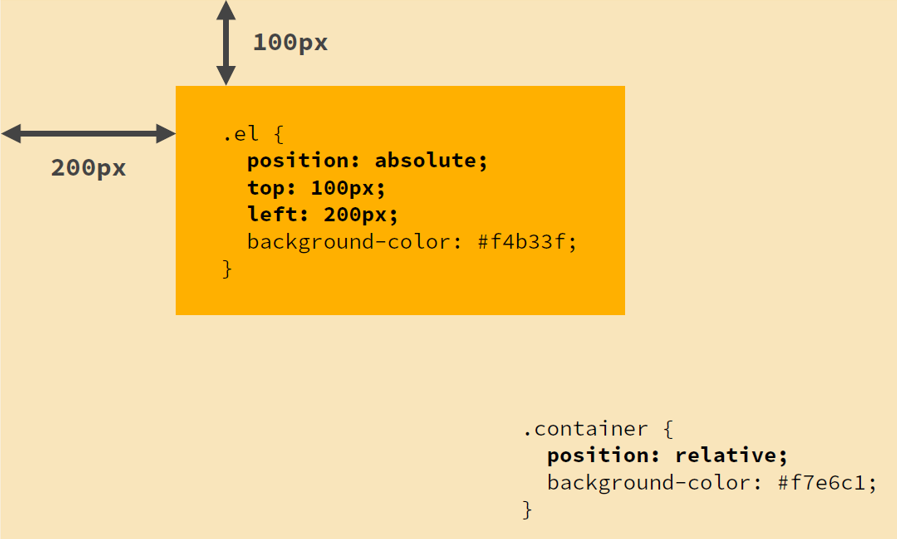 100px
200px
.el {
position: absolute;
top: 100px;
left: 200px;
background-color: #f4b33f;
}
.container {
position: relative;
background-color: #f7e6c1;
}